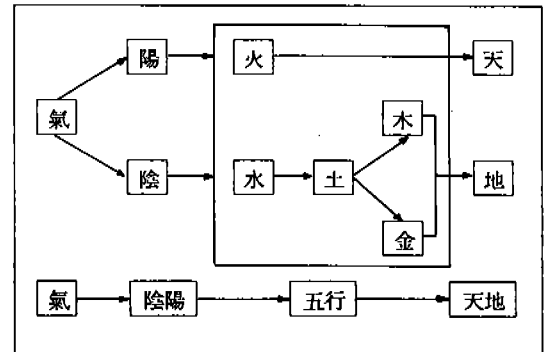 陽 火 天
氣 木
陰 水 土 地
金
氣 陰陽 五行 天地